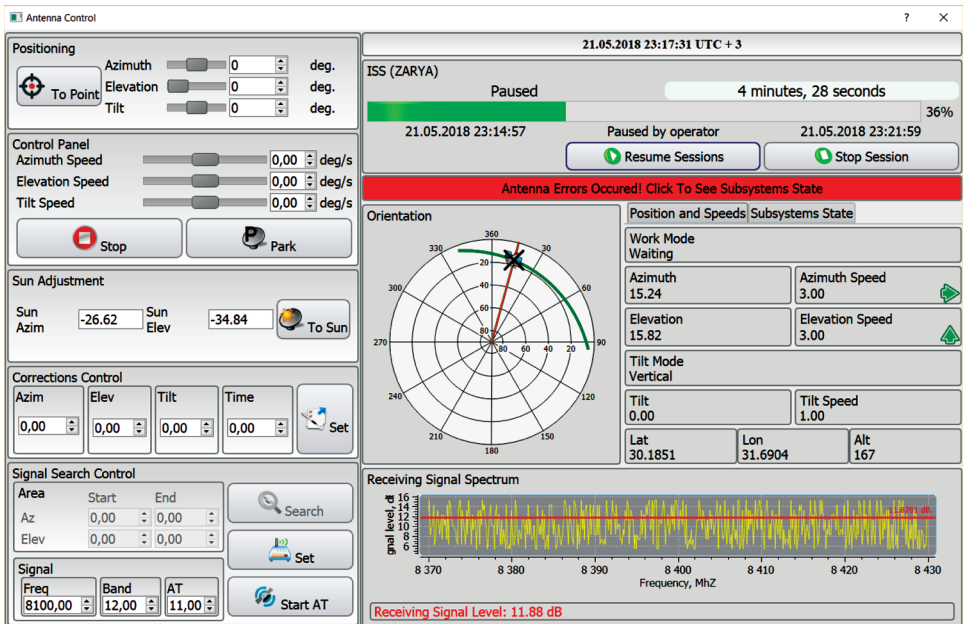 Antenna Control
? ×
Positioning
To Point
Azimuth 0 deg.
Elevation 0 deg.
Tilt 0 deg.
Control Panel
Azimuth Speed 0,00 deg/s
Elevation Speed 0,00 deg/s
Tilt Speed 0,00 deg/s
Stop
Park
Sun Adjustment
Sun Azim -26.62
Sun Elev -34.84
To Sun
Corrections Control
Azim Elev Tilt Time
0,00 0,00 0,00 0,00
Set
Signal Search Control
Area Start End
Az 0,00 0,00
Elev 0,00 0,00
Search
Set
Signal
Freq Band AT
8100,00 12,00 11,00
Start AT
21.05.2018 23:17:31 UTC + 3
ISS (ZARYA)
Paused 4 minutes, 28 seconds
36%
21.05.2018 23:14:57 Paused by operator 21.05.2018 23:21:59
Resume Sessions
Stop Session
Antenna Errors Occured! Click To See Subsystems State
Orientation
360
330 30
20
300 40 60
60
80
270 80 60 40 20 90
240 120
210 150
180
Position and Speeds Subsystems State
Work Mode
Waiting
Azimuth Azimuth Speed
15.24 3.00
Elevation Elevation Speed
15.82 3.00
Tilt Mode
Vertical
Tilt Tilt Speed
0.00 1.00
Lat Lon Alt
30.1851 31.6904 167
Receiving Signal Spectrum
gnal level, dI
16
14
12
10
8
6
11.8781 dB
8 370 8 380 8 390 8 400 8 410 8 420 8 430
Frequency, MhZ
Receiving Signal Level: 11.88 dB